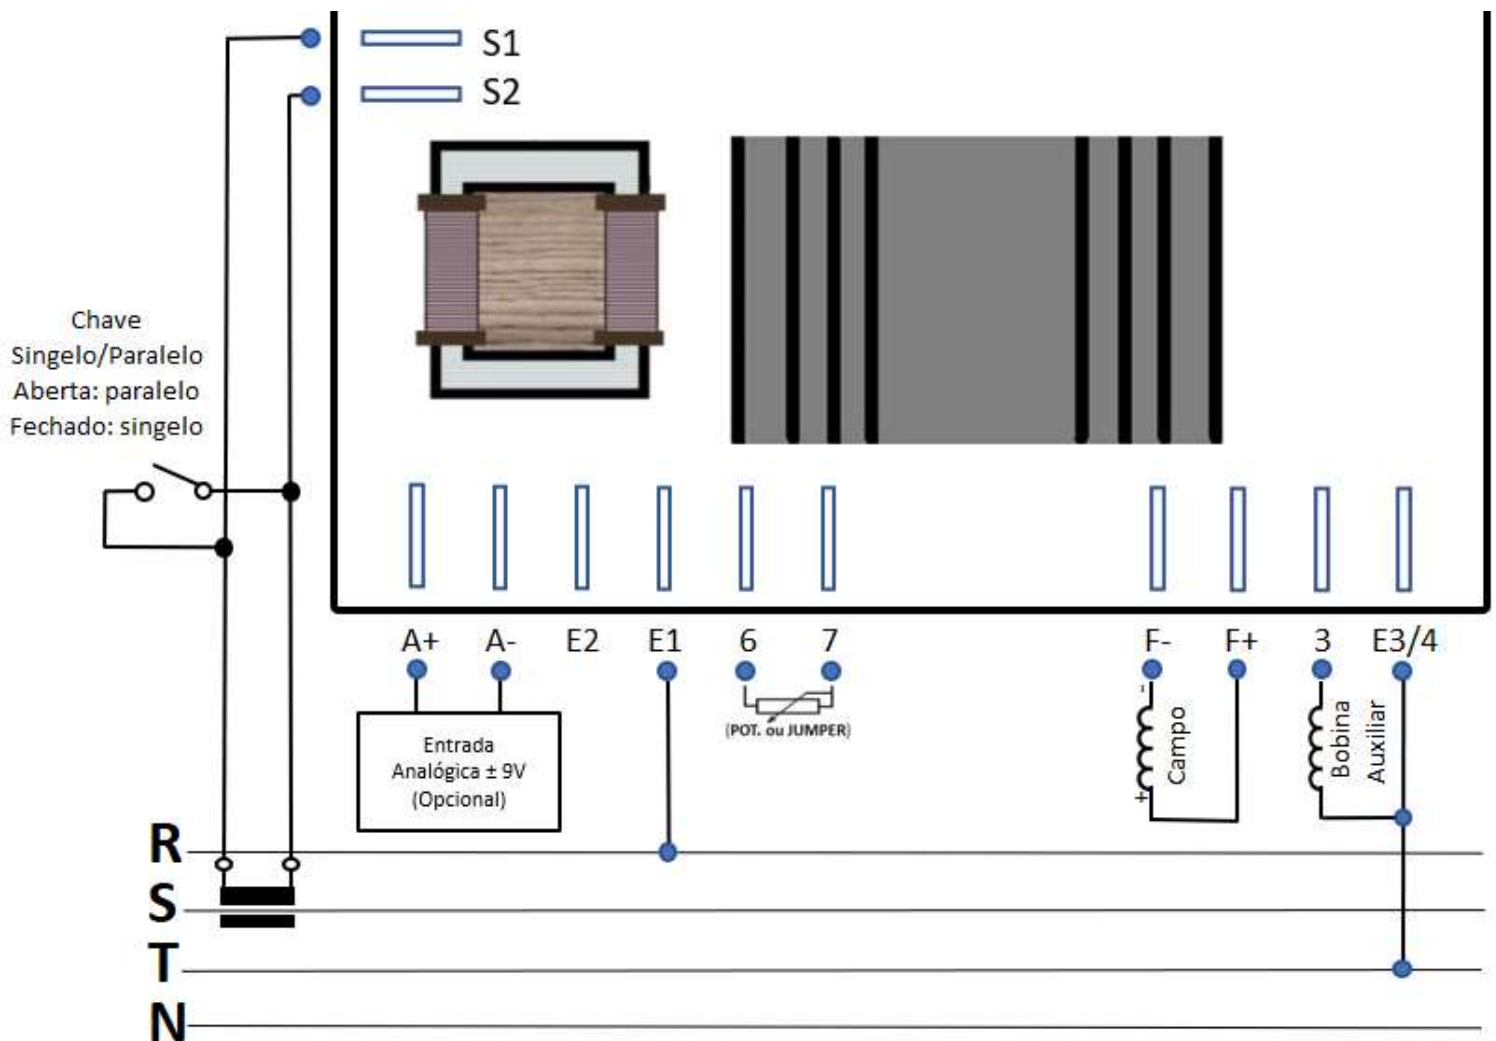 S1
S2
Chave
Singelo/Paralelo
Aberta: paralelo
Fechado: singelo
A+ A- E2 E1 6 7 F- F+ 3 E3/4
(POT. ou JUMPER)
Entrada
Analógica ± 9V
(Opcional)
- Campo +
Bobina
Auxiliar
R
S
T
N